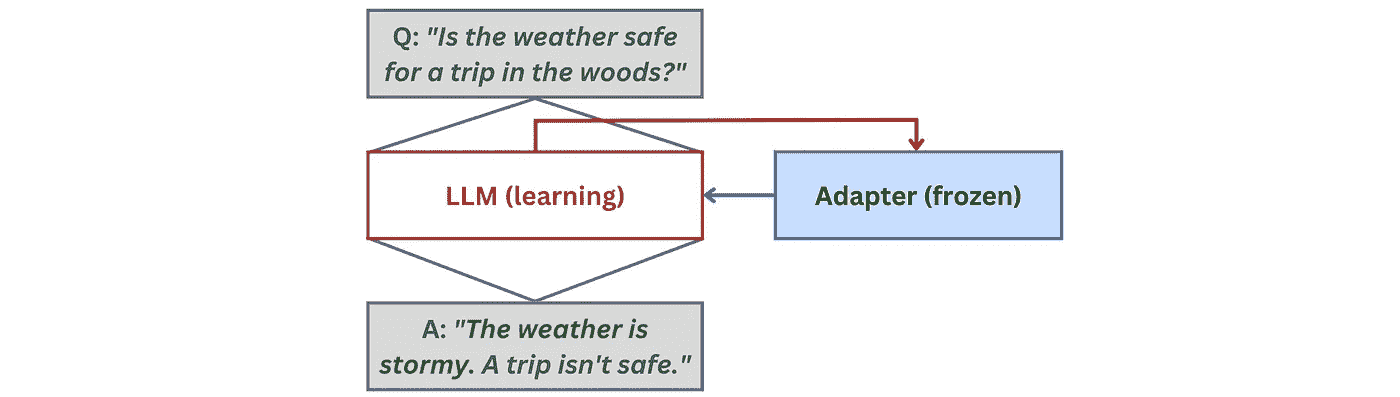 Q: "Is the weather safe
for a trip in the woods?"
LLM (learning)
Adapter (frozen)
A: "The weather is
stormy. A trip isn't safe."